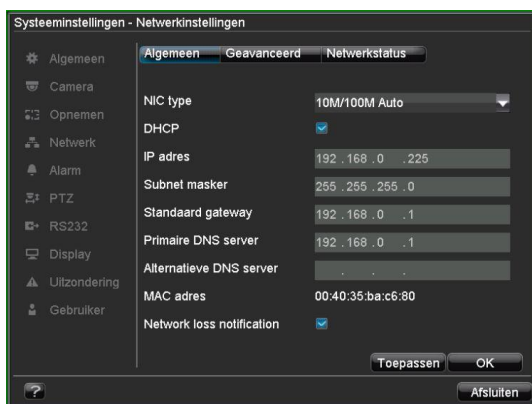 Systeeminstellingen - Netwerkinstellingen
Algemeen
Camera
Opnemen
Netwerk
Alarm
PTZ
RS232
Display
Uitzondering
Gebruiker
Algemeen Geavanceerd Netwerkstatus
NIC type 10M/100M Auto
DHCP
IP adres 192 . 168 . 0 . 225
Subnet masker 255 . 255 . 255 . 0
Standaard gateway 192 . 168 . 0 . 1
Primaire DNS server 192 . 168 . 0 . 1
Alternatieve DNS server . . .
MAC adres 00:40:35:ba:c6:80
Network loss notification
Toepassen OK
? Afsluiten